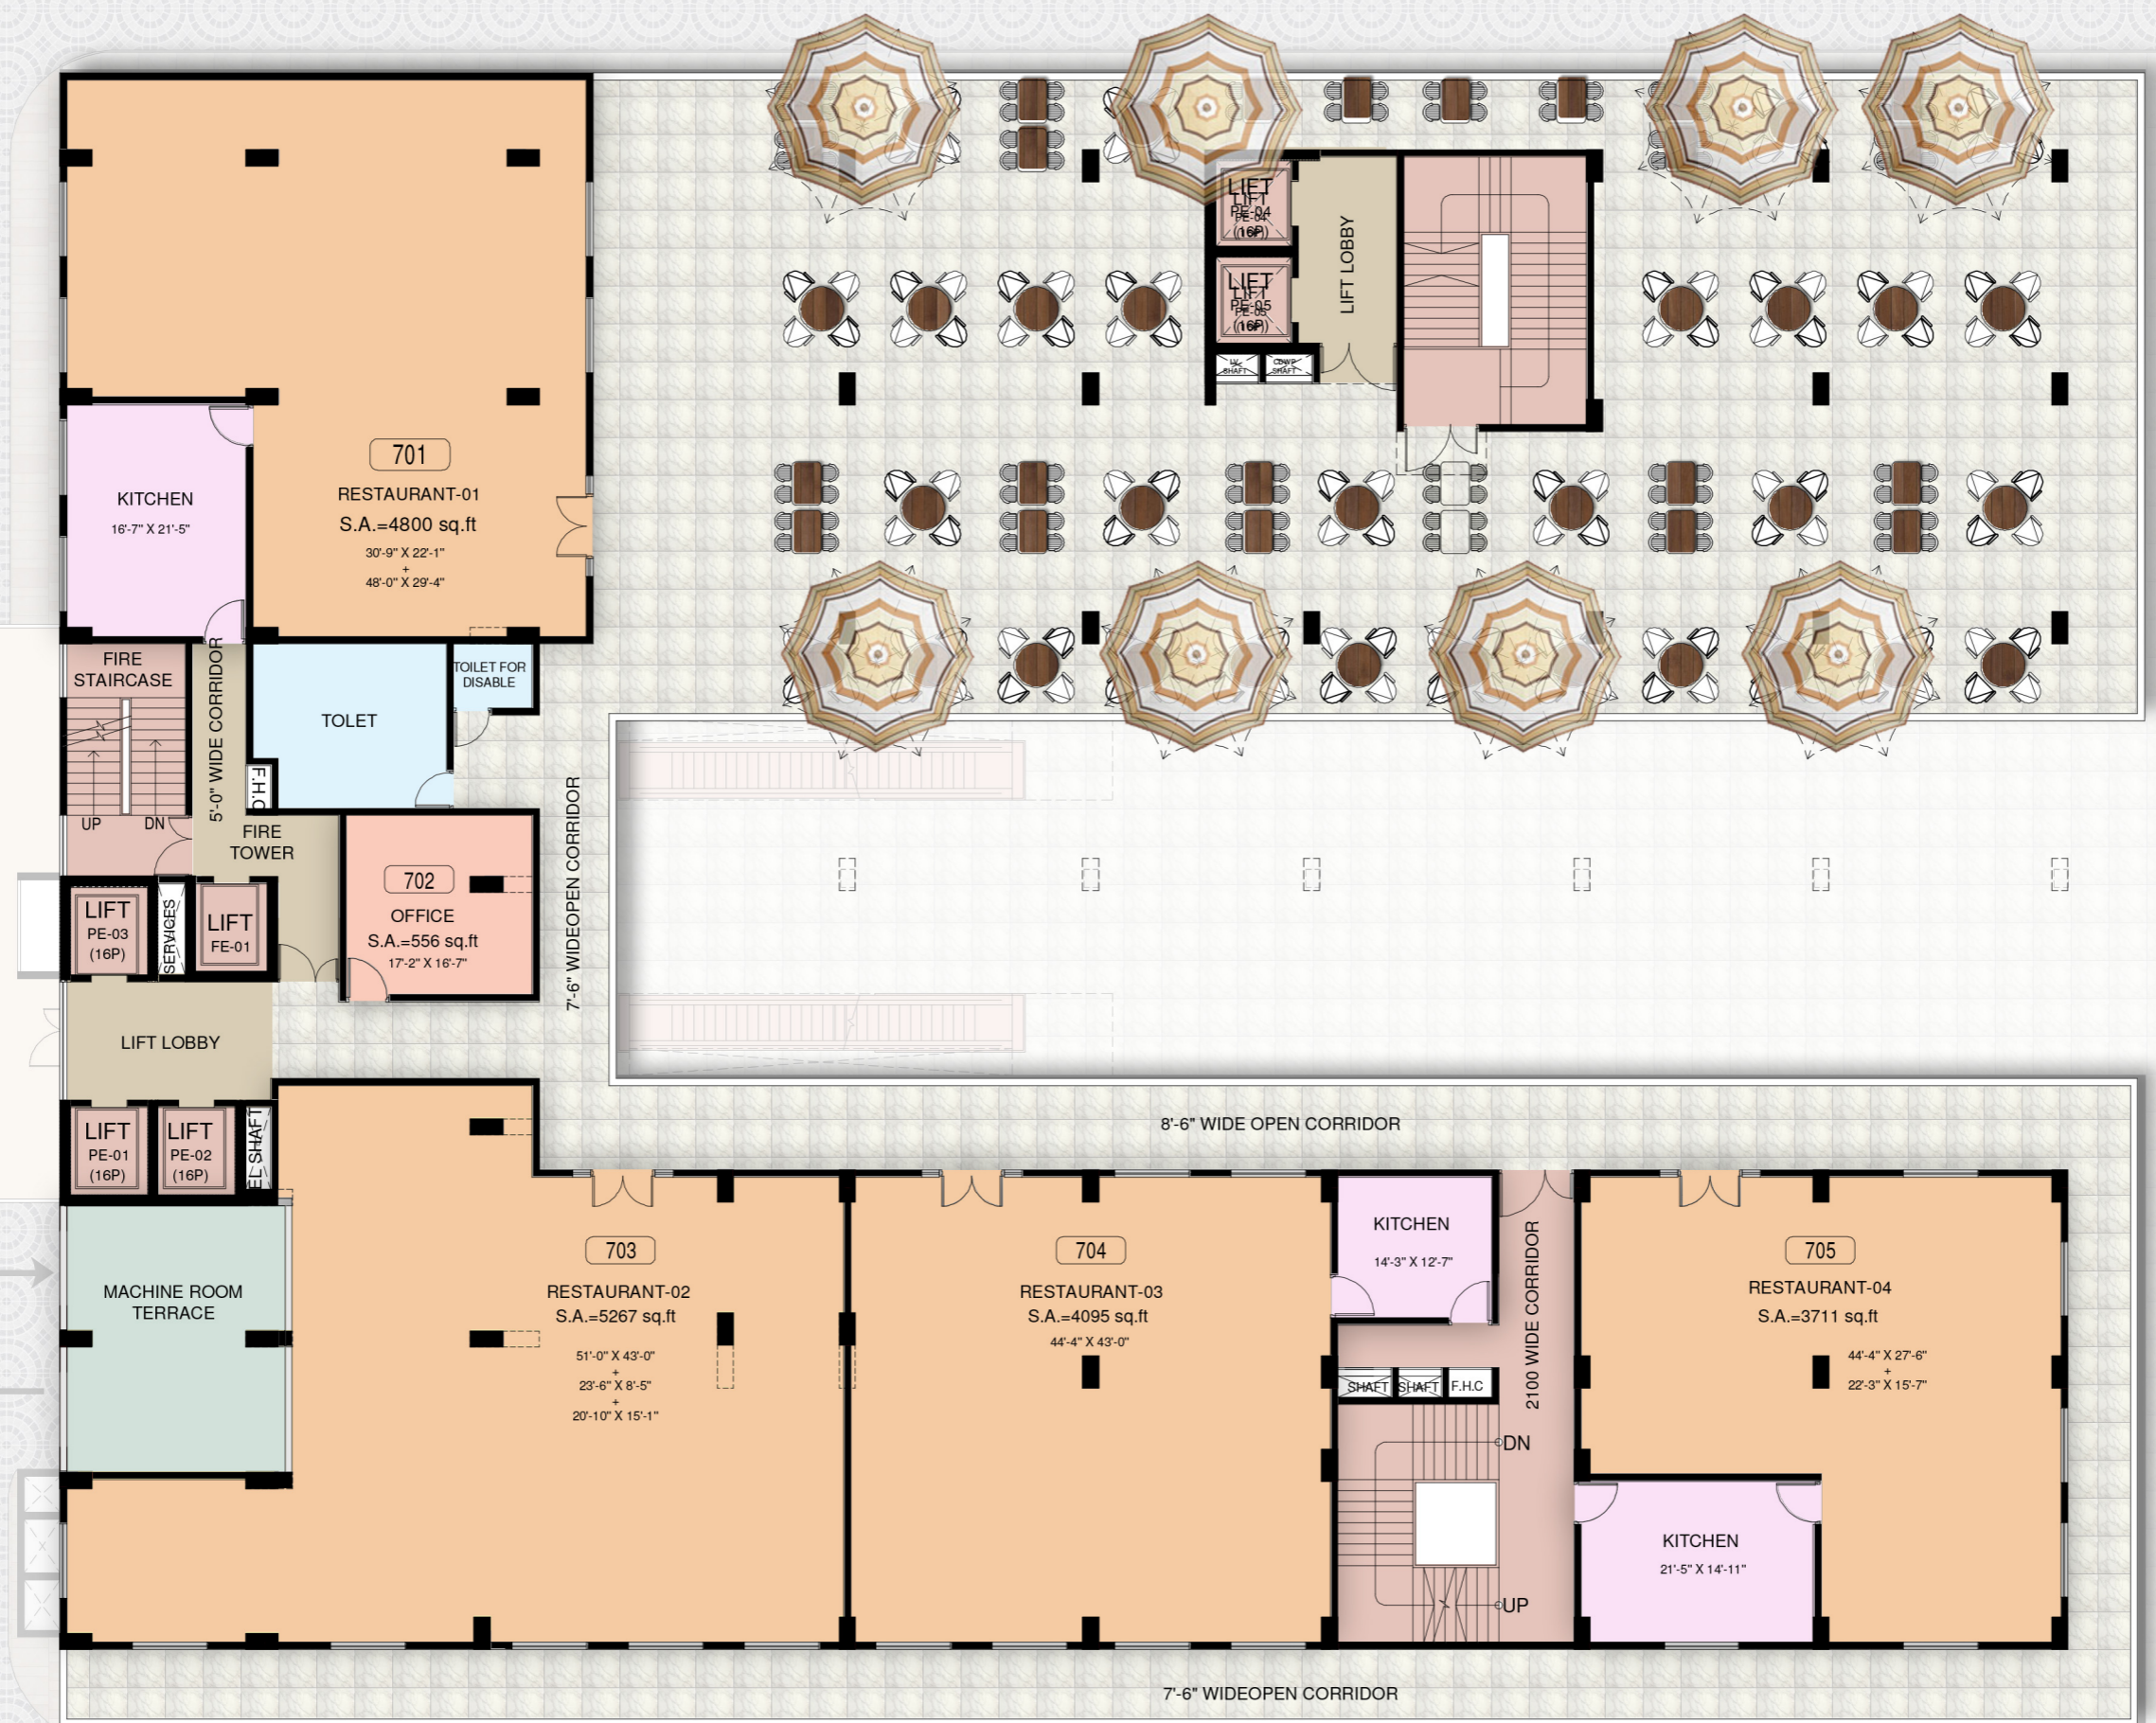 LIFT
PE-04
(16P)
LIFT
PE-05
(16P)
LIFT LOBBY
SHAFT
SHAFT
701
RESTAURANT-01
S.A.=4800 sq.ft
30'-9" X 22'-1"
+
48'-0" X 29'-4"
KITCHEN
16'-7" X 21'-5"
FIRE
STAIRCASE
UP
DN
5'-0" WIDE CORRIDOR
TOLET
TOILET FOR
DISABLE
F.H.C
FIRE
TOWER
702
OFFICE
S.A.=556 sq.ft
17'-2" X 16'-7"
7'-6" WIDEOPEN CORRIDOR
LIFT
PE-03
(16P)
SERVICES
LIFT
FE-01
LIFT LOBBY
LIFT
PE-01
(16P)
LIFT
PE-02
(16P)
EL SHAFT
8'-6" WIDE OPEN CORRIDOR
MACHINE ROOM
TERRACE
703
RESTAURANT-02
S.A.=5267 sq.ft
51'-0" X 43'-0"
+
23'-6" X 8'-5"
+
20'-10" X 15'-1"
704
RESTAURANT-03
S.A.=4095 sq.ft
44'-4" X 43'-0"
KITCHEN
14'-3" X 12'-7"
2100 WIDE CORRIDOR
SHAFT
SHAFT
F.H.C
DN
UP
705
RESTAURANT-04
S.A.=3711 sq.ft
44'-4" X 27'-6"
+
22'-3" X 15'-7"
KITCHEN
21'-5" X 14'-11"
7'-6" WIDEOPEN CORRIDOR